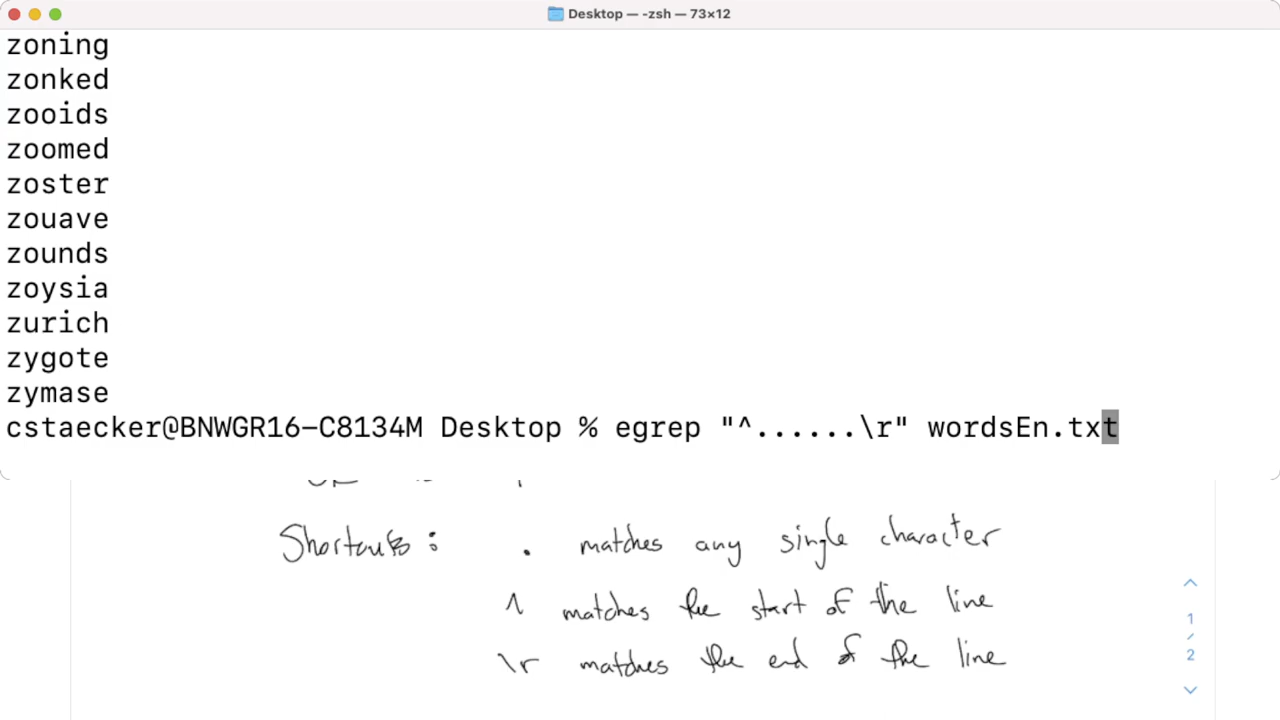 Desktop — -zsh — 73×12
zoning
zonked
zooids
zoomed
zoster
zouave
zounds
zoysia
zurich
zygote
zymase
cstaecker@BNWGR16-C8134M Desktop % egrep "^......\r" wordsEn.txt
Shortcuts : . matches any single character
^ matches the start of the line
\r matches the end of the line
1
/
2